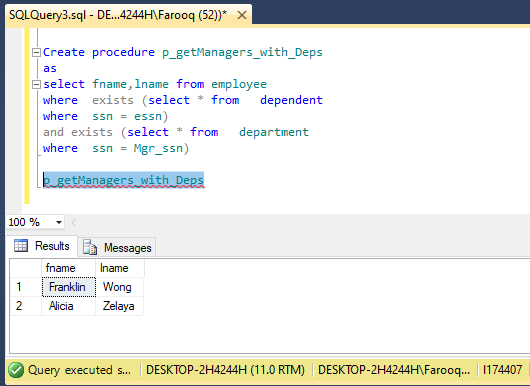 SQLQuery3.sql - DE...4244H\Farooq (52))*
Create procedure p_getManagers_with_Deps
as
select fname,lname from employee
where exists (select * from dependent
where ssn = essn)
and exists (select * from department
where ssn = Mgr_ssn)
p_getManagers_with_Deps
100 %
Results Messages
fname lname
1 Franklin Wong
2 Alicia Zelaya
Query executed s... DESKTOP-2H4244H (11.0 RTM) DESKTOP-2H4244H\Farooq... I174407